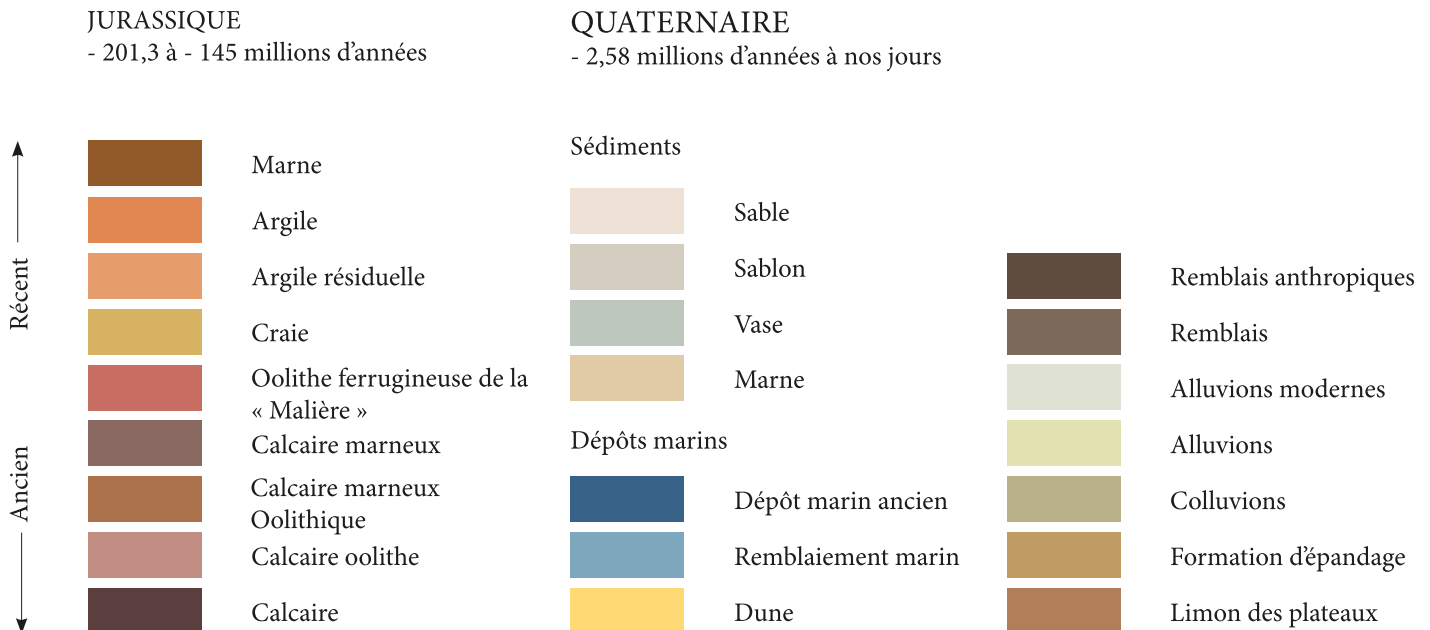 JURASSIQUE
- 201,3 à - 145 millions d’années
Récent
Ancien
Marne
Argile
Argile résiduelle
Craie
Oolithe ferrugineuse de la
« Malière »
Calcaire marneux
Calcaire marneux
Oolithique
Calcaire oolithe
Calcaire
QUATERNAIRE
- 2,58 millions d’années à nos jours
Sédiments
Sable
Sablon
Vase
Marne
Dépôts marins
Dépôt marin ancien
Remblaiement marin
Dune
Remblais anthropiques
Remblais
Alluvions modernes
Alluvions
Colluvions
Formation d’épandage
Limon des plateaux